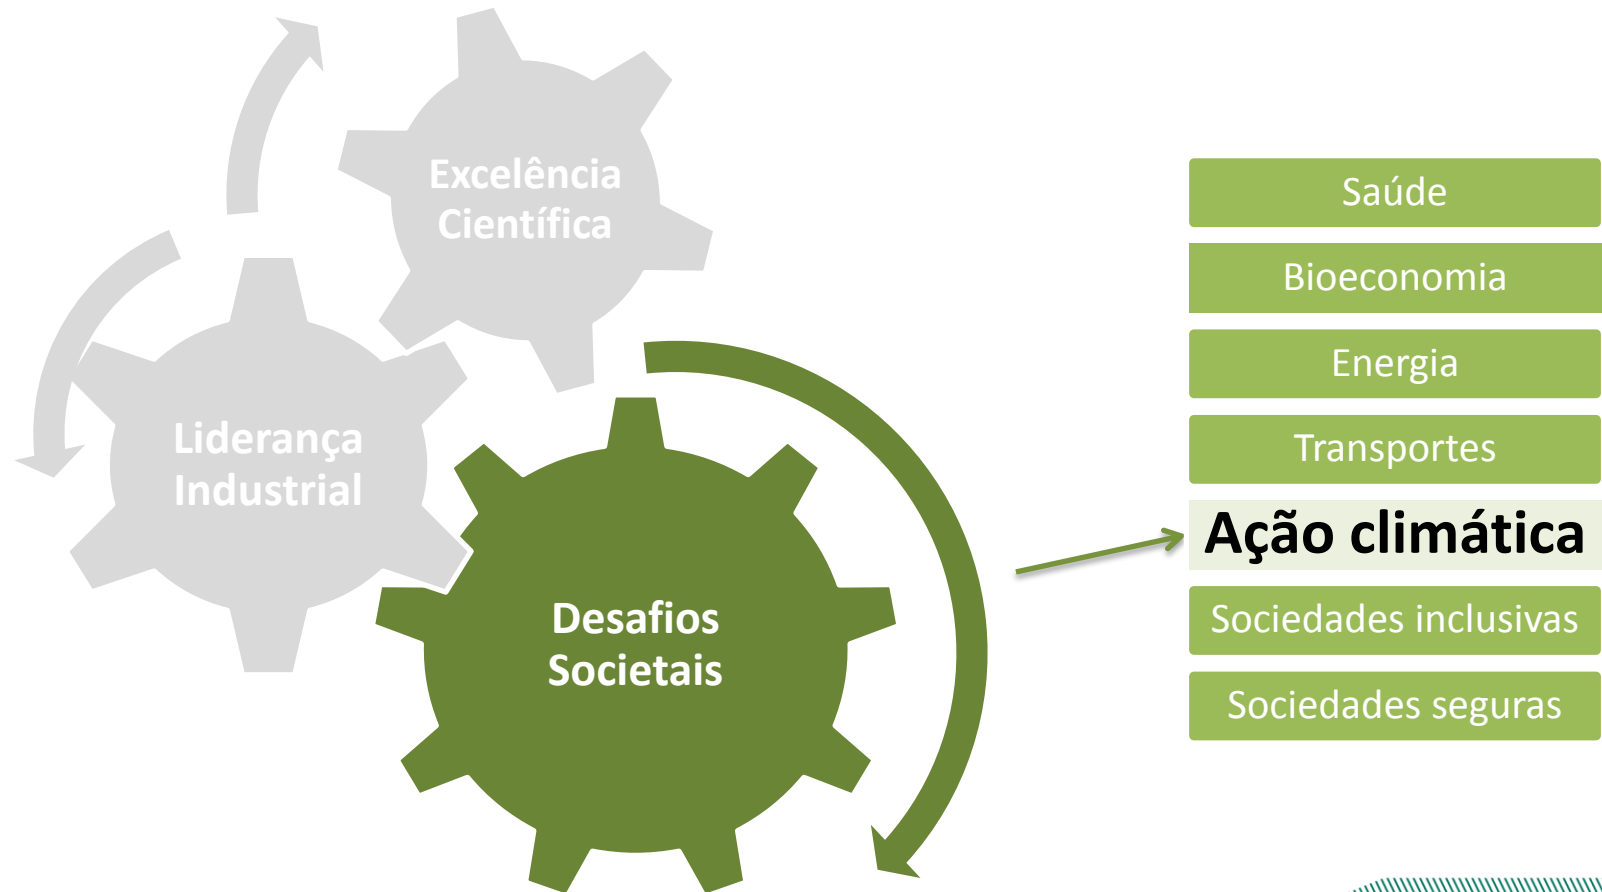 Excelência
Científica
Liderança
Industrial
Desafios
Societais
Saúde
Bioeconomia
Energia
Transportes
Ação climática
Sociedades inclusivas
Sociedades seguras